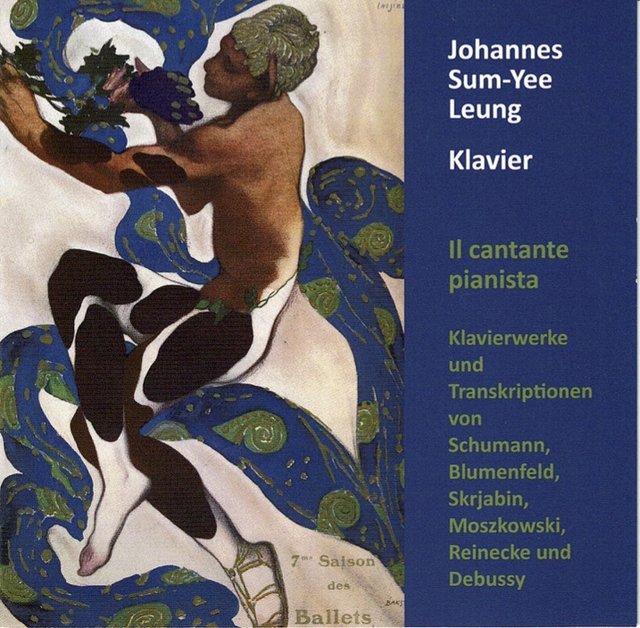 Johannes
Sum-Yee
Leung
Klavier
Il cantante
pianista
Klavierwerke
und
Transkriptionen
von
Schumann,
Blumenfeld,
Skrjabin,
Moszkowski,
Reinecke und
Debussy
7me Saison
des
Ballets
BAKST